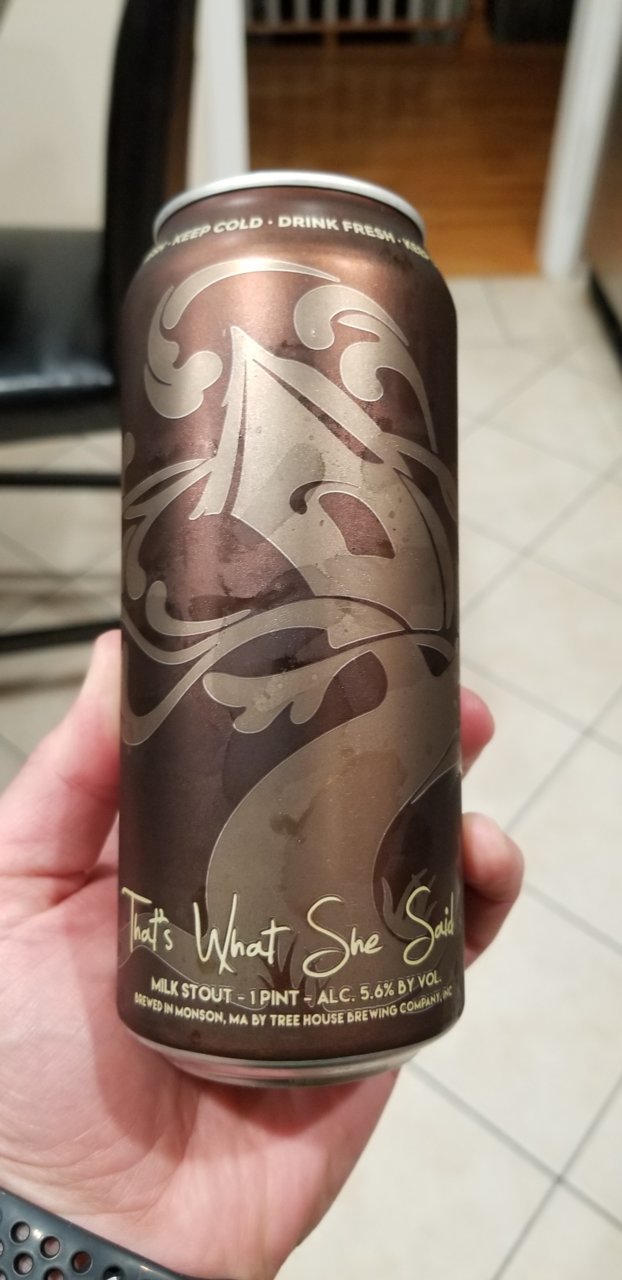 · KEEP COLD · DRINK FRESH ·
That's What She Said
MILK STOUT - 1 PINT - ALC. 5.6% BY VOL.
BREWED IN MONSON, MA BY TREE HOUSE BREWING COMPANY, INC